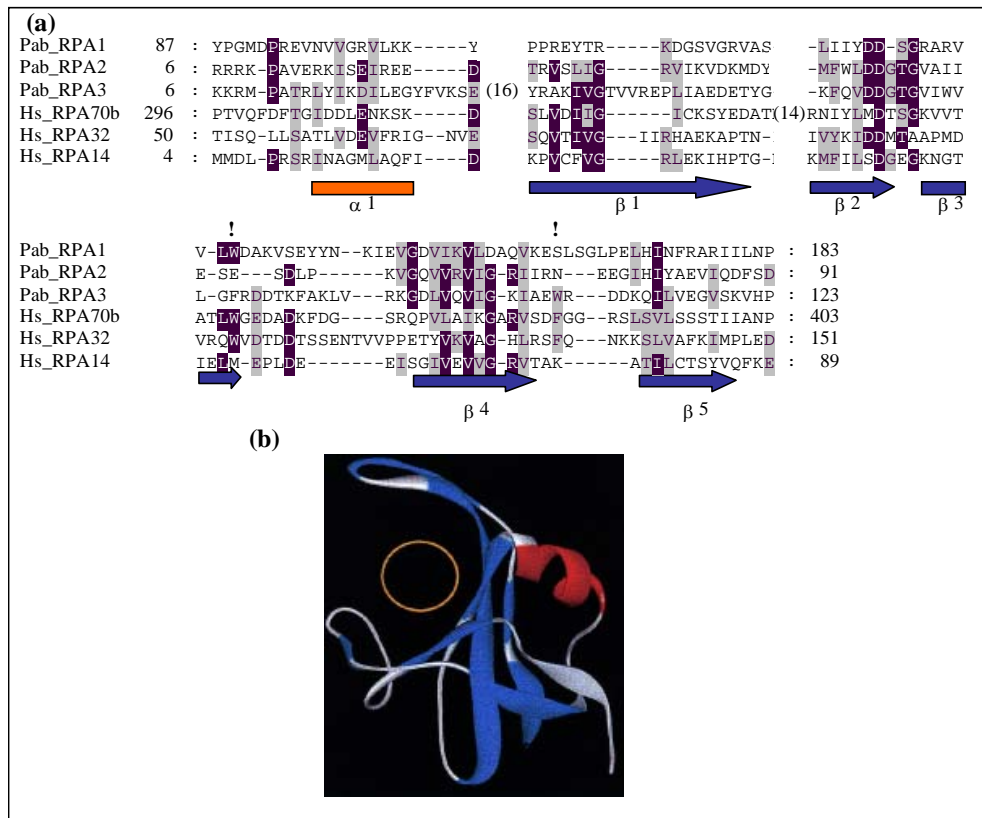 (a)
Pab_RPA1 87 : YPGMDPREVNVVGRVLKK-----Y PPREYTR-----KDGSVGRVAS -LIIYDD-SGRARV
Pab_RPA2 6 : RRRK-PAVERKISEIREE----D TRVSLIG-----RVIKVDKMDY -MFWLDDGTGVAII
Pab_RPA3 6 : KKRMPATRLYIKDILEGYFVKSE (16) YRAKIVGTVVREPLIAEDETYG -KFQVDDGTGVIWV
Hs_RPA70b 296 : PTVQFDFTGIDDLENKSK-----D SLVDIIG-----ICKSYEDAT(14)RNIYLMDTSGKVVT
Hs_RPA32 50 : TISQ-LLSATLVDEVFRIG-NVE SQVTIVG---IIRHAEKAPTN- IVYKIDDMTAAPMD
Hs_RPA14 4 : MMDL-PRSRINAGMLAQFI---D KPVCFVG-----RLEKIHPTG- KMFILSDGEGKNGT
α 1 β 1 β 2 β 3
! !
Pab_RPA1 V-LWDAKVSEYYN--KIEVGDVIKVLDAQVKESLSGLPELHINFRARIILNP : 183
Pab_RPA2 E-SE---SDLP-----KVGQVVRVIG-RIIRN---EEGIHIYAEVIQDFSD : 91
Pab_RPA3 L-GFRDDTKFAKLV---RKGDLVQVIG-KIAEWR---DDKQILVEGVSKVHP : 123
Hs_RPA70b ATLWGEDADKFDG---SRQPVLAIKGARVSDFGG--RSLSVLSSSTIIANP : 403
Hs_RPA32 VRQWVDTDDTSSENTVVPPETYVKVAG-HLRSFQ--NKKSLVAFKIMPLED : 151
Hs_RPA14 IELM-EPLDE------EISGIVEVVG-RVTAK-----ATILCTSYVQFKE : 89
β 4 β 5
(b)